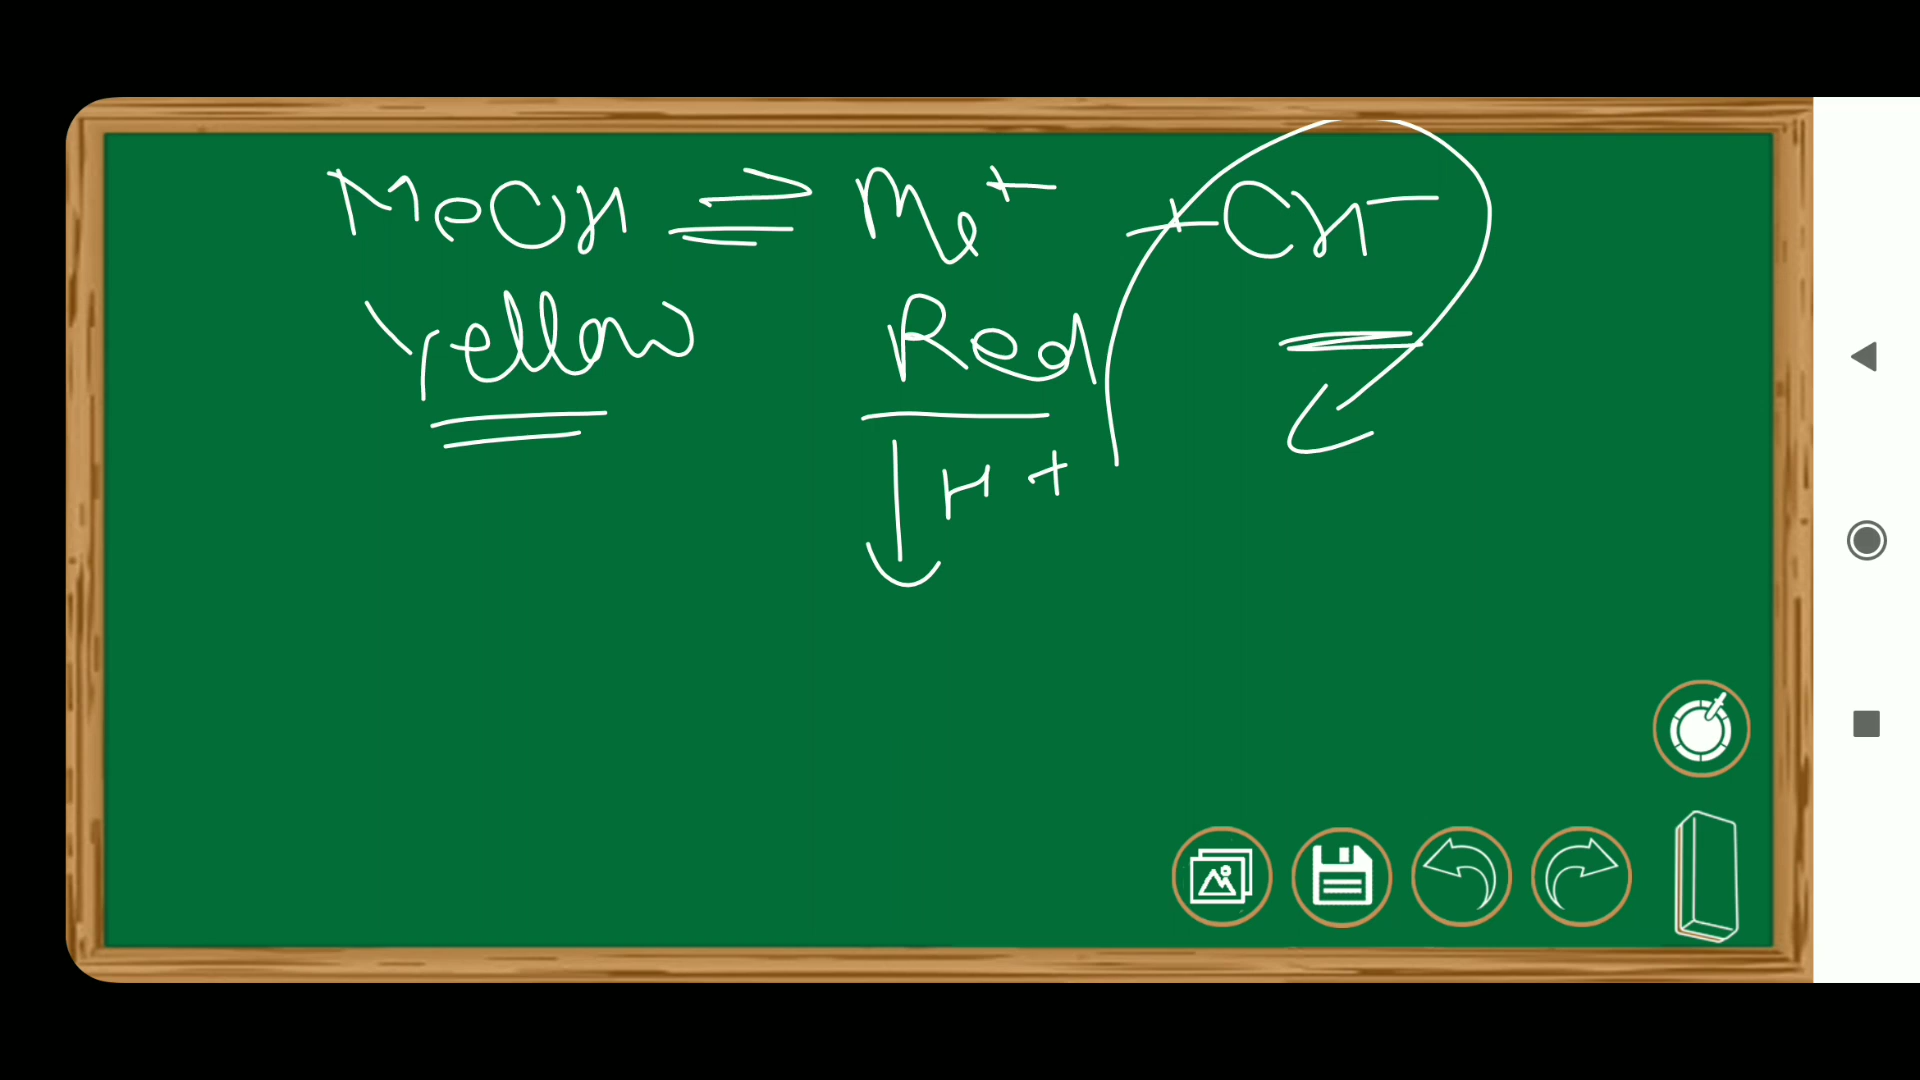 MeOH ⇌ Me+ + OH-
Yellow Red
H+